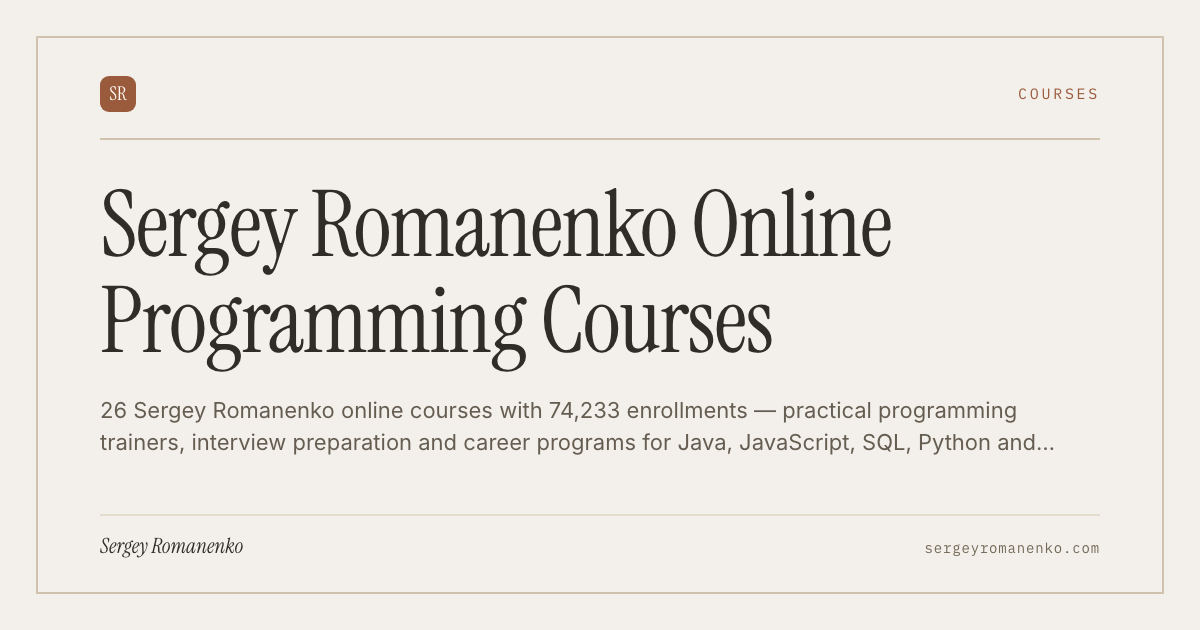 SR
COURSES
Sergey Romanenko Online
Programming Courses
26 Sergey Romanenko online courses with 74,233 enrollments — practical programming
trainers, interview preparation and career programs for Java, JavaScript, SQL, Python and...
Sergey Romanenko
sergeyromanenko.com